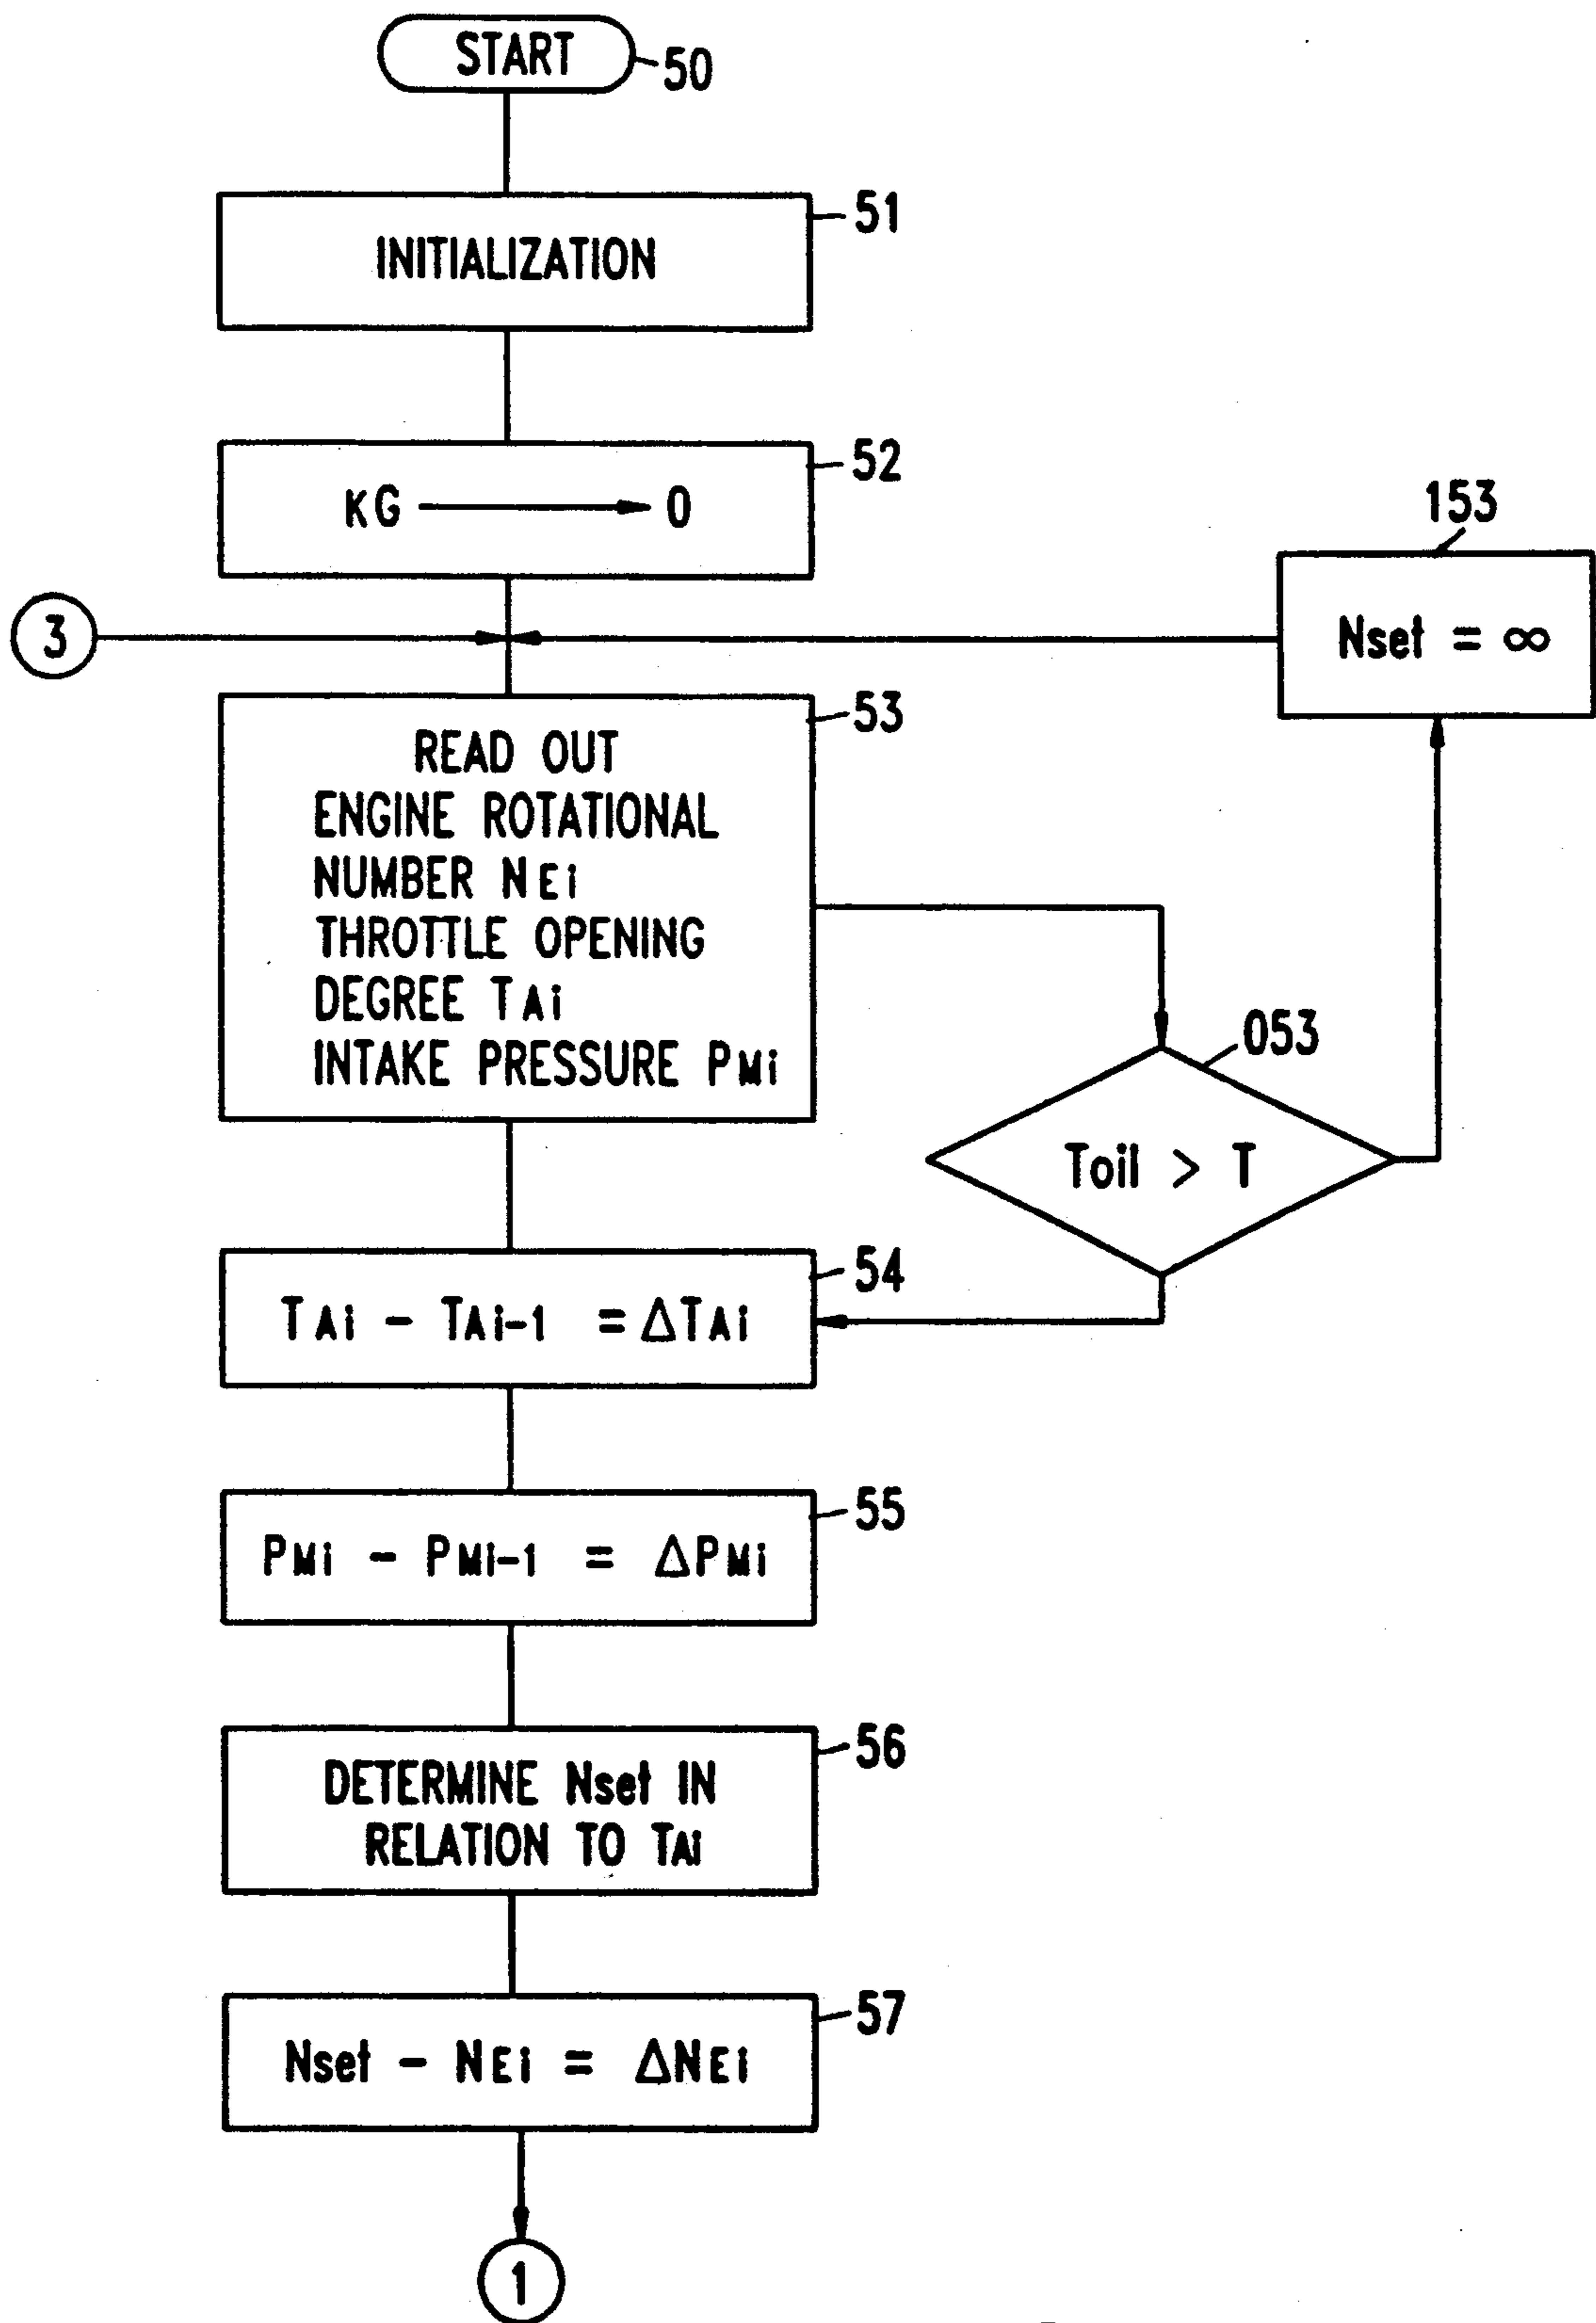 START
50
51
INITIALIZATION
52
KG → 0
153
Nset = ∞
3
53
READ OUT
ENGINE ROTATIONAL
NUMBER NEi
THROTTLE OPENING
DEGREE TAi
INTAKE PRESSURE PMi
053
Toil > T
54
TAi - TAi-1 = ΔTAi
55
PMi - PMi-1 = ΔPMi
56
DETERMINE Nset IN
RELATION TO TAi
57
Nset - NEi = ΔNEi
1